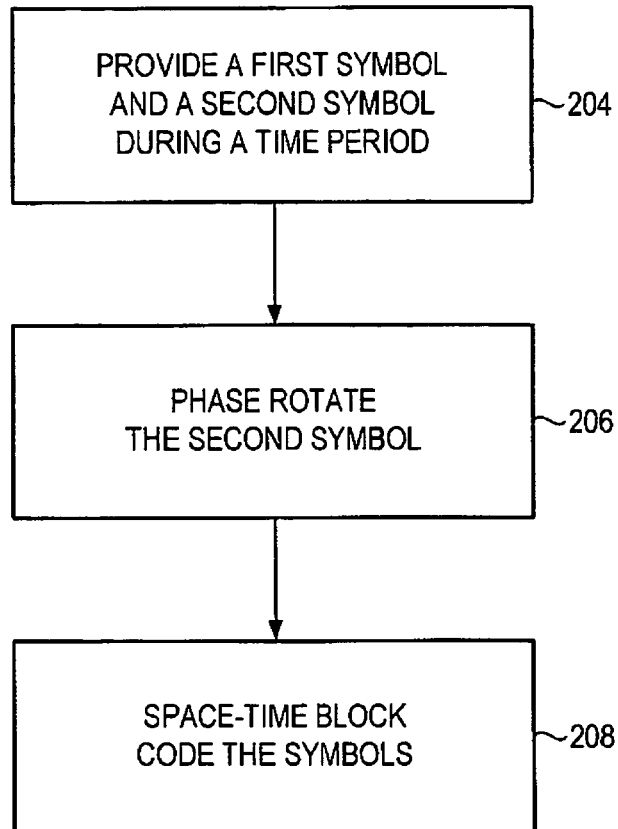 PROVIDE A FIRST SYMBOL
AND A SECOND SYMBOL
DURING A TIME PERIOD
204
PHASE ROTATE
THE SECOND SYMBOL
206
SPACE-TIME BLOCK
CODE THE SYMBOLS
208